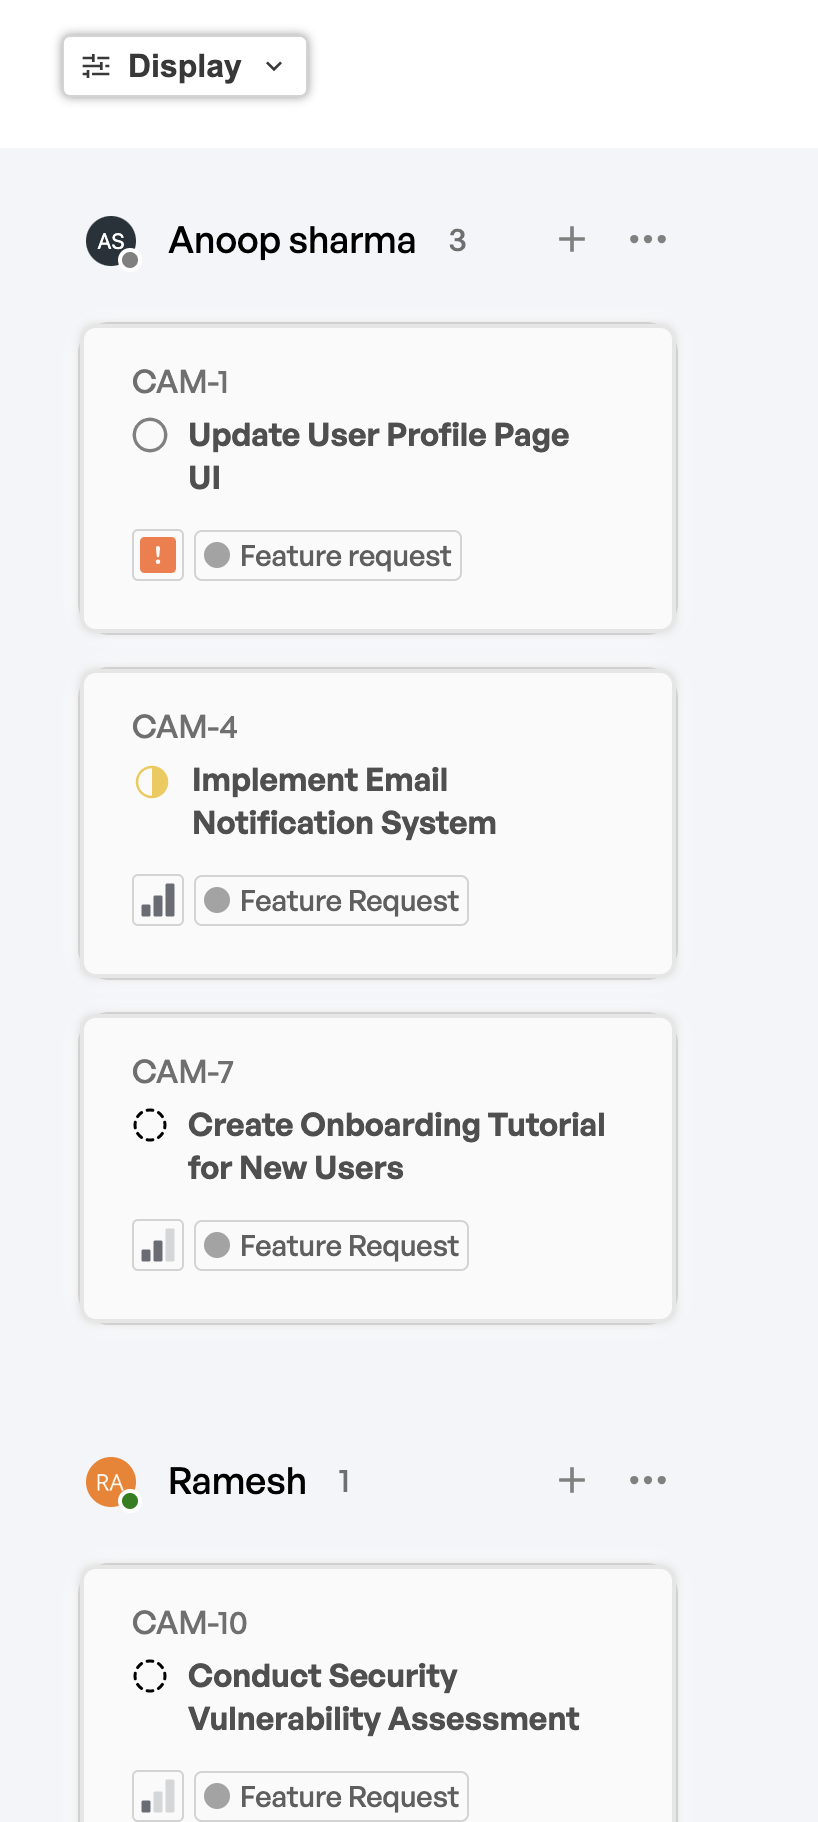 Display
AS Anoop sharma 3
CAM-1
Update User Profile Page
UI
! Feature request
CAM-4
Implement Email
Notification System
Feature Request
CAM-7
Create Onboarding Tutorial
for New Users
Feature Request
RA Ramesh 1
CAM-10
Conduct Security
Vulnerability Assessment
Feature Request